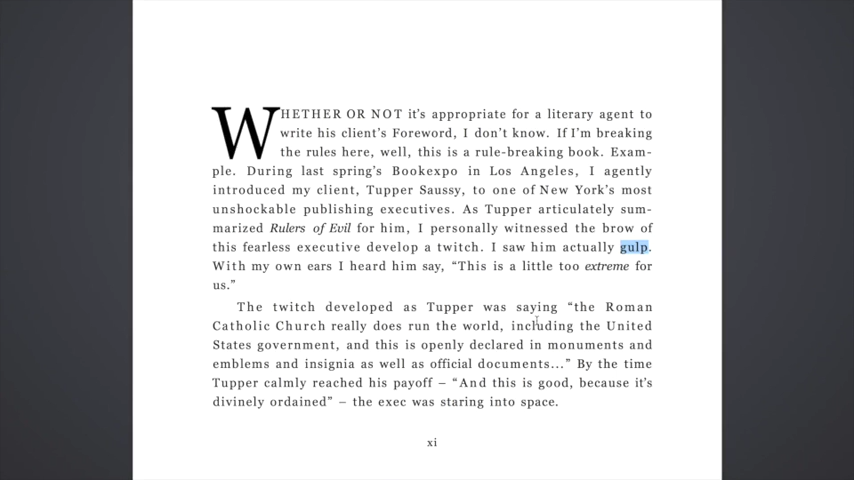 WHETHER OR NOT it's appropriate for a literary agent to
write his client's Foreword, I don't know. If I'm breaking
the rules here, well, this is a rule-breaking book. Exam-
ple. During last spring's Bookexpo in Los Angeles, I agently
introduced my client, Tupper Saussy, to one of New York's most
unshockable publishing executives. As Tupper articulately sum-
marized Rulers of Evil for him, I personally witnessed the brow of
this fearless executive develop a twitch. I saw him actually gulp.
With my own ears I heard him say, “This is a little too extreme for
us.”
The twitch developed as Tupper was saying “the Roman
Catholic Church really does run the world, including the United
States government, and this is openly declared in monuments and
emblems and insignia as well as official documents...” By the time
Tupper calmly reached his payoff – “And this is good, because it's
divinely ordained” – the exec was staring into space.
xi